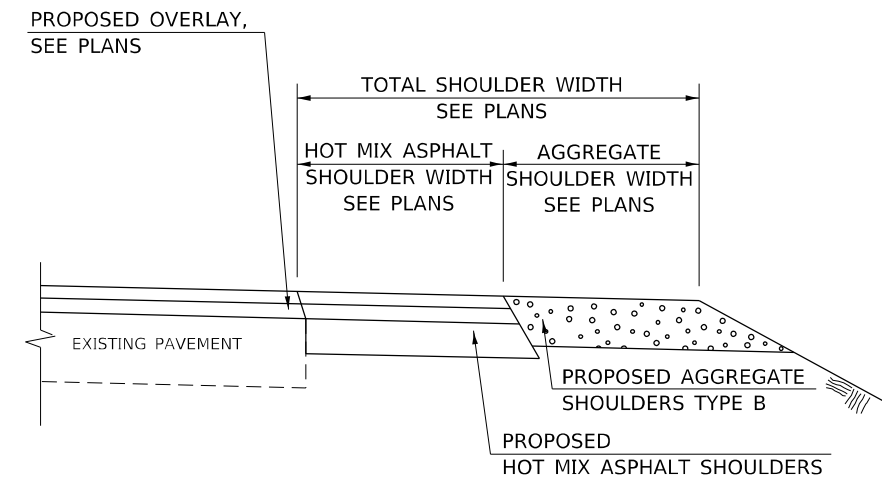 PROPOSED OVERLAY,
SEE PLANS
TOTAL SHOULDER WIDTH
SEE PLANS
HOT MIX ASPHALT
SHOULDER WIDTH
SEE PLANS
AGGREGATE
SHOULDER WIDTH
SEE PLANS
EXISTING PAVEMENT
PROPOSED AGGREGATE
SHOULDERS TYPE B
PROPOSED
HOT MIX ASPHALT SHOULDERS